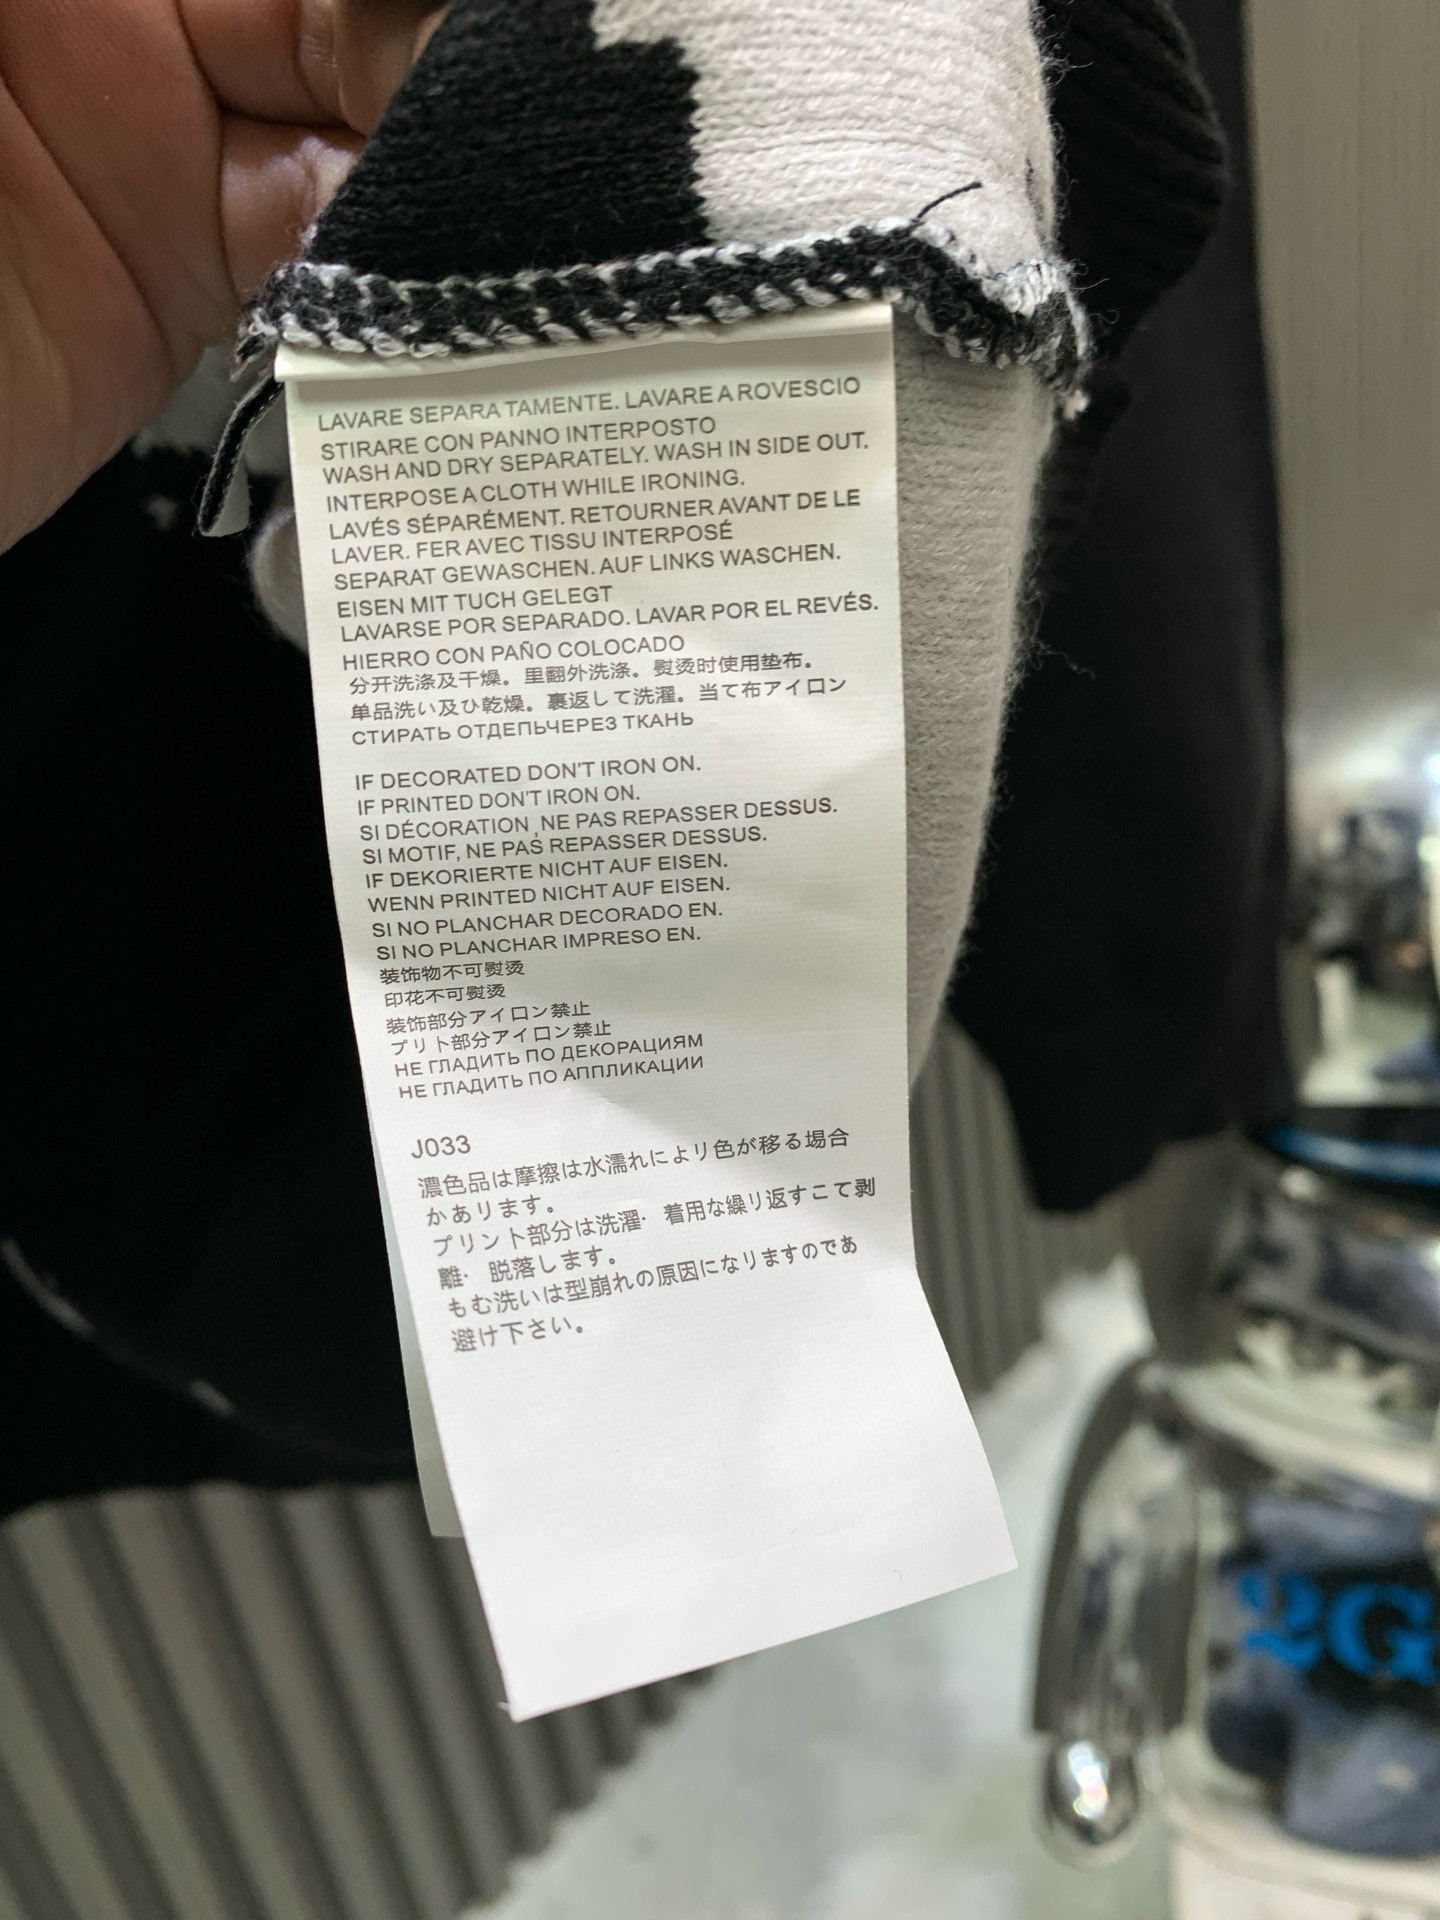 LAVARE SEPARA TAMENTE. LAVARE A ROVESCIO
STIRARE CON PANNO INTERPOSTO
WASH AND DRY SEPARATELY. WASH IN SIDE OUT.
INTERPOSE A CLOTH WHILE IRONING.
LAVÉS SÉPARÉMENT. RETOURNER AVANT DE LE
LAVER. FER AVEC TISSU INTERPOSÉ
SEPARAT GEWASCHEN. AUF LINKS WASCHEN.
EISEN MIT TUCH GELEGT
LAVARSE POR SEPARADO. LAVAR POR EL REVÉS.
HIERRO CON PAÑO COLOCADO
分开洗涤及干燥。里翻外洗涤。熨烫时使用垫布。
单品洗い及ひ乾燥。裏返して洗濯。当て布アイロン
СТИРАТЬ ОТДЕПЬЧЕРЕЗ ТКАНЬ
IF DECORATED DON'T IRON ON.
IF PRINTED DON'T IRON ON.
SI DÉCORATION ,NE PAS REPASSER DESSUS.
SI MOTIF, NE PAS REPASSER DESSUS.
IF DEKORIERTE NICHT AUF EISEN.
WENN PRINTED NICHT AUF EISEN.
SI NO PLANCHAR DECORADO EN.
SI NO PLANCHAR IMPRESO EN.
装饰物不可熨烫
印花不可熨烫
装饰部分アイロン禁止
プリト部分アイロン禁止
НЕ ГЛАДИТЬ ПО ДЕКОРАЦИЯМ
НЕ ГЛАДИТЬ ПО АППЛИКАЦИИ
J033
濃色品は摩擦は水濡れにより色が移る場合
かあります。
プリント部分は洗濯·着用な繰り返すこて剥
離·脱落します。
もむ洗いは型崩れの原因になりますのであ
避け下さい。
2G